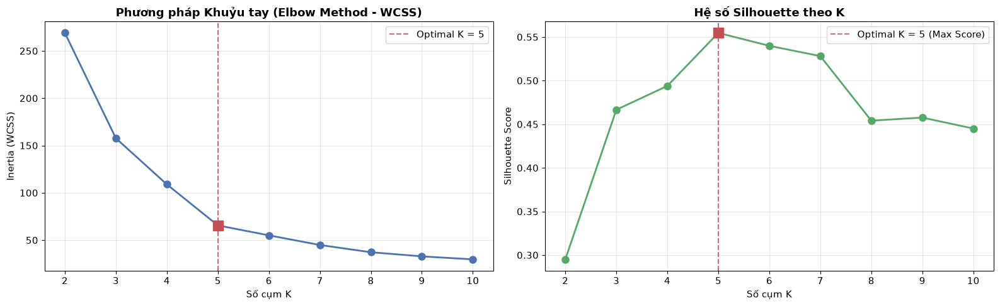 Phương pháp Khuỷu tay (Elbow Method - WCSS)
Optimal K = 5
Inertia (WCSS)
250
200
150
100
50
2 3 4 5 6 7 8 9 10
Số cụm K
Hệ số Silhouette theo K
Optimal K = 5 (Max Score)
Silhouette Score
0.55
0.50
0.45
0.40
0.35
0.30
2 3 4 5 6 7 8 9 10
Số cụm K